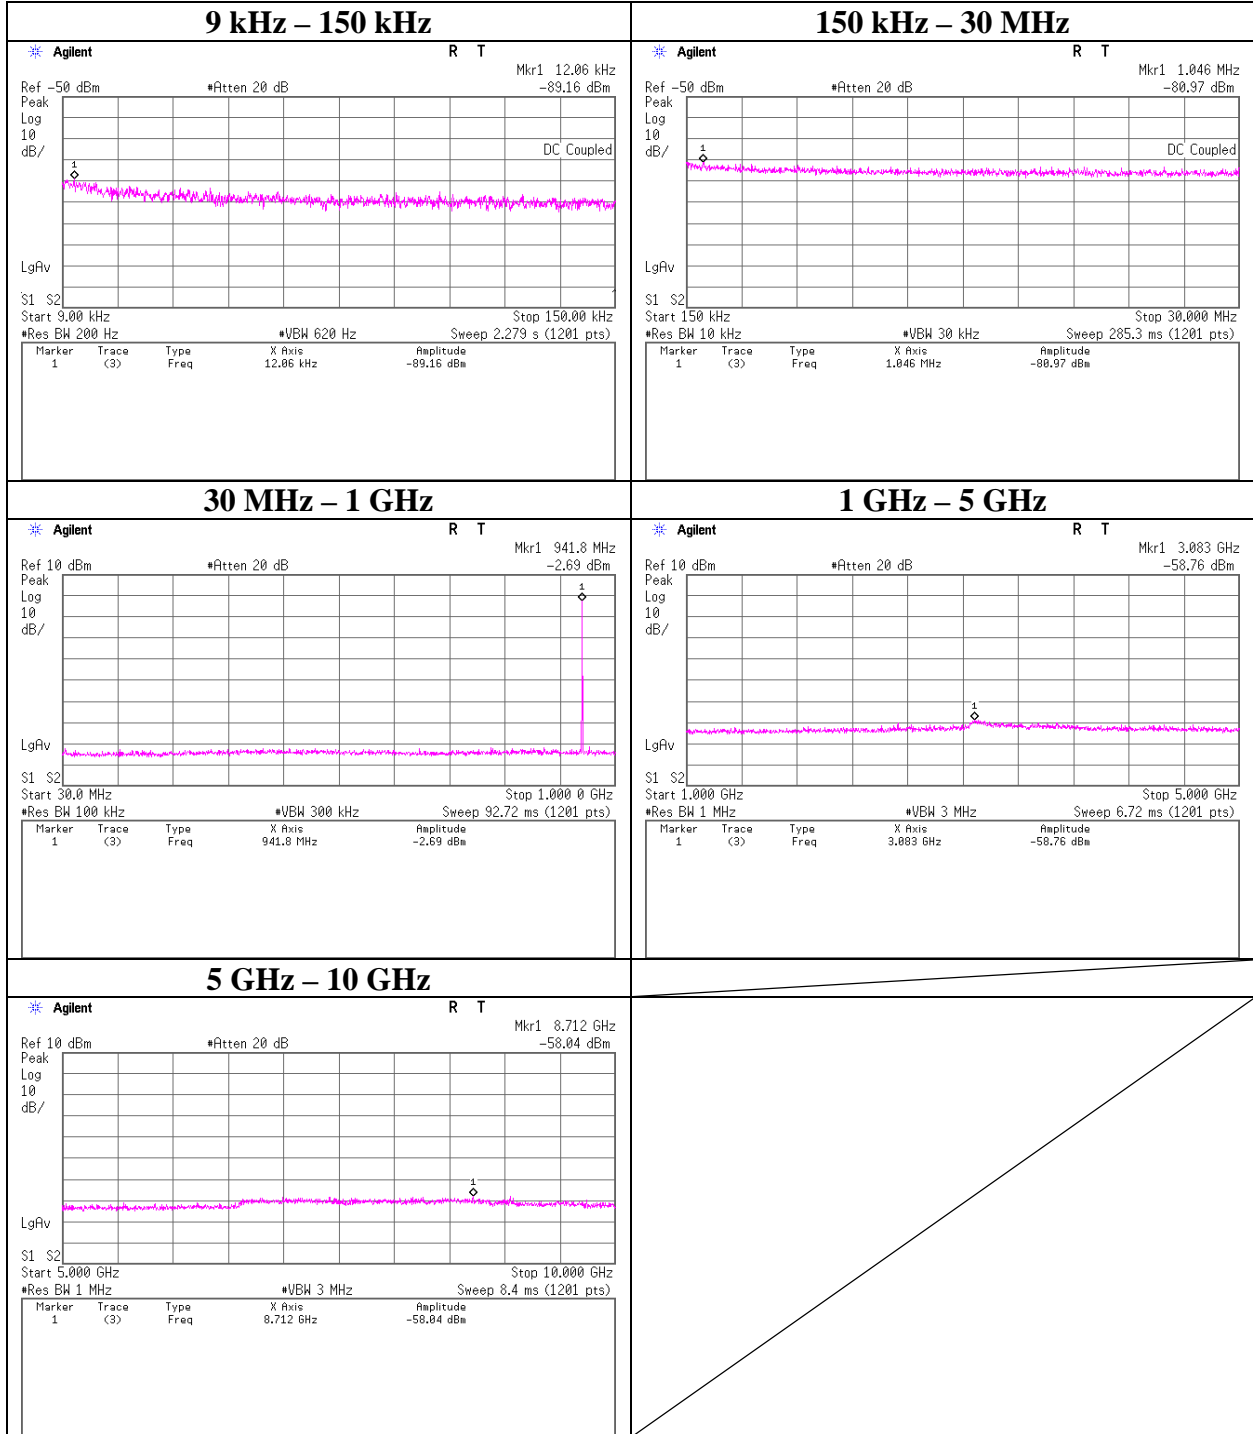 9 kHz – 150 kHz
Agilent R T
Mkr1 12.06 kHz
Ref -50 dBm #Atten 20 dB -89.16 dBm
Peak
Log
10
dB/
DC Coupled
1
LgAv
S1 S2
Start 9.00 kHz Stop 150.00 kHz
#Res BW 200 Hz #VBW 620 Hz Sweep 2.279 s (1201 pts)
Marker Trace Type X Axis Amplitude
1 (3) Freq 12.06 kHz -89.16 dBm
150 kHz – 30 MHz
Agilent R T
Mkr1 1.046 MHz
Ref -50 dBm #Atten 20 dB -80.97 dBm
Peak
Log
10
dB/
DC Coupled
1
LgAv
S1 S2
Start 150 kHz Stop 30.000 MHz
#Res BW 10 kHz #VBW 30 kHz Sweep 285.3 ms (1201 pts)
Marker Trace Type X Axis Amplitude
1 (3) Freq 1.046 MHz -80.97 dBm
30 MHz – 1 GHz
Agilent R T
Mkr1 941.8 MHz
Ref 10 dBm #Atten 20 dB -2.69 dBm
Peak
Log
10
dB/
1
LgAv
S1 S2
Start 30.0 MHz Stop 1.000 0 GHz
#Res BW 100 kHz #VBW 300 kHz Sweep 92.72 ms (1201 pts)
Marker Trace Type X Axis Amplitude
1 (3) Freq 941.8 MHz -2.69 dBm
1 GHz – 5 GHz
Agilent R T
Mkr1 3.083 GHz
Ref 10 dBm #Atten 20 dB -58.76 dBm
Peak
Log
10
dB/
1
LgAv
S1 S2
Start 1.000 GHz Stop 5.000 GHz
#Res BW 1 MHz #VBW 3 MHz Sweep 6.72 ms (1201 pts)
Marker Trace Type X Axis Amplitude
1 (3) Freq 3.083 GHz -58.76 dBm
5 GHz – 10 GHz
Agilent R T
Mkr1 8.712 GHz
Ref 10 dBm #Atten 20 dB -58.04 dBm
Peak
Log
10
dB/
1
LgAv
S1 S2
Start 5.000 GHz Stop 10.000 GHz
#Res BW 1 MHz #VBW 3 MHz Sweep 8.4 ms (1201 pts)
Marker Trace Type X Axis Amplitude
1 (3) Freq 8.712 GHz -58.04 dBm